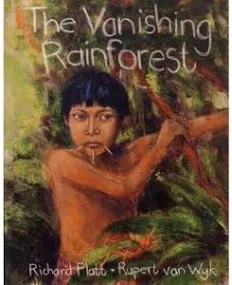 The Vanishing
Rainforest
Richard Platt • Rupert van Wyk